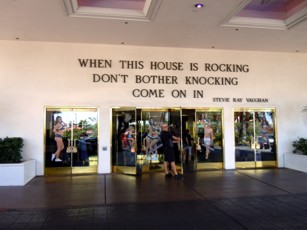 WHEN THIS HOUSE IS ROCKING
DON'T BOTHER KNOCKING
COME ON IN
STEVIE RAY VAUGHAN